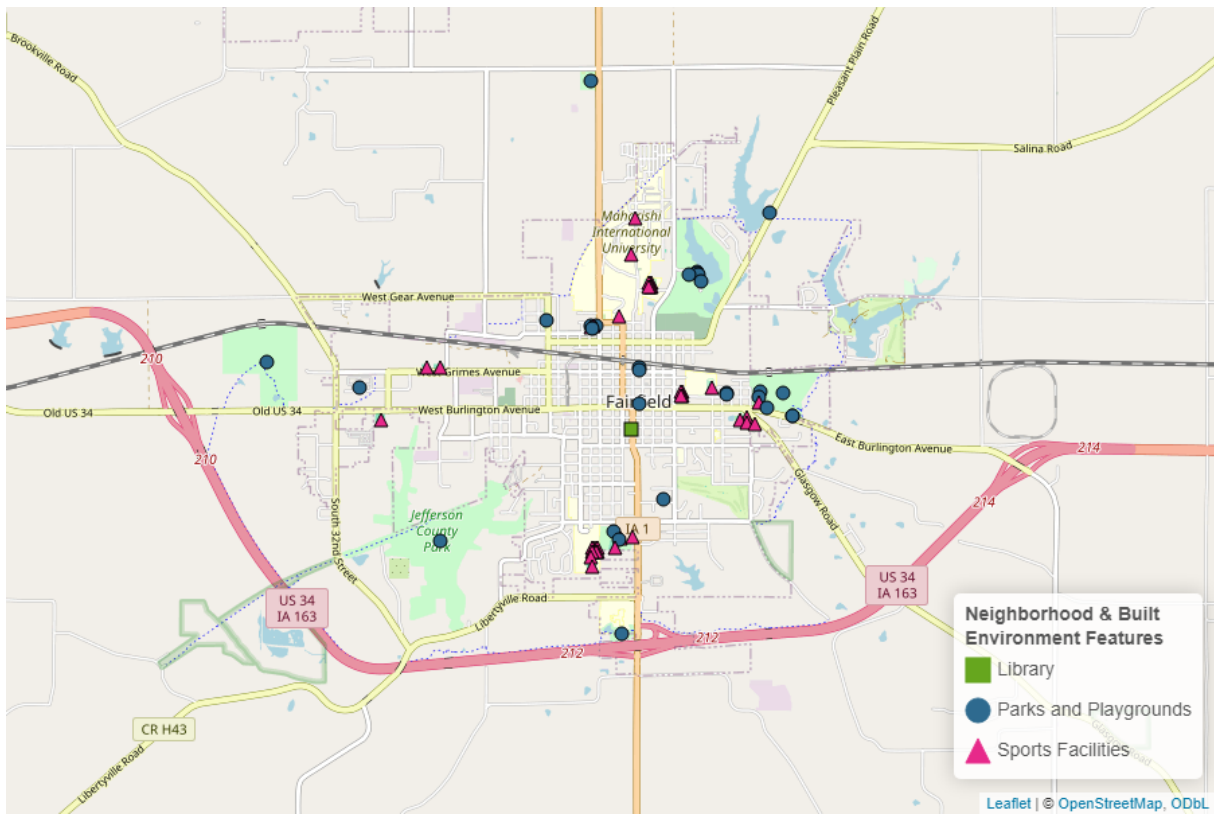 Brookville Road
Pleasant Plain Road
Salina Road
Maharishi
International
University
West Gear Avenue
210
West Grimes Avenue
Old US 34
Old US 34
West Burlington Avenue
Fairfield
East Burlington Avenue
214
210
214
Glasgow Road
South 32nd Street
Jefferson
County
Park
IA 1
US 34
IA 163
US 34
IA 163
Libertyville Road
212
212
CR H43
Libertyville Road
Neighborhood & Built
Environment Features
Library
Parks and Playgrounds
Sports Facilities
Leaflet | © OpenStreetMap, ODbL